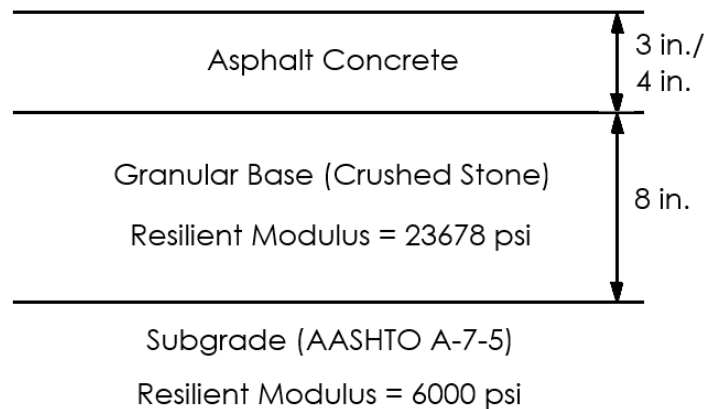 Asphalt Concrete
3 in./
4 in.
Granular Base (Crushed Stone)
Resilient Modulus = 23678 psi
8 in.
Subgrade (AASHTO A-7-5)
Resilient Modulus = 6000 psi